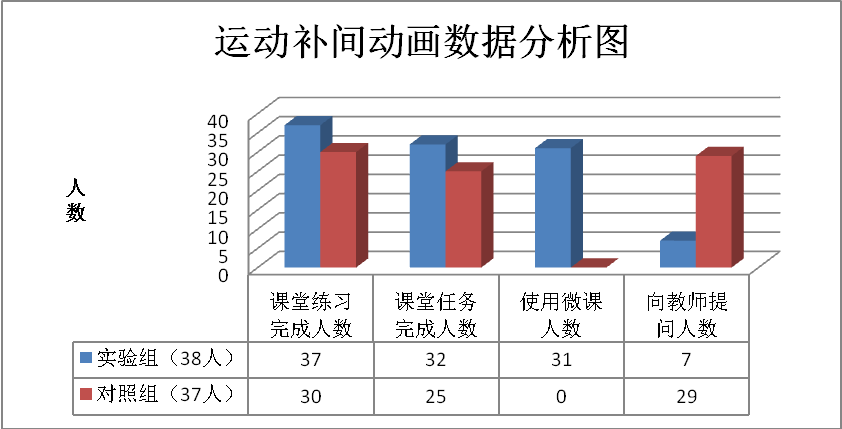 运动补间动画数据分析图
人
数
40
35
30
25
20
15
10
5
0
课堂练习 课堂任务 使用微课 向教师提
完成人数 完成人数 人数 问人数
实验组（38人） 37 32 31 7
对照组（37人） 30 25 0 29